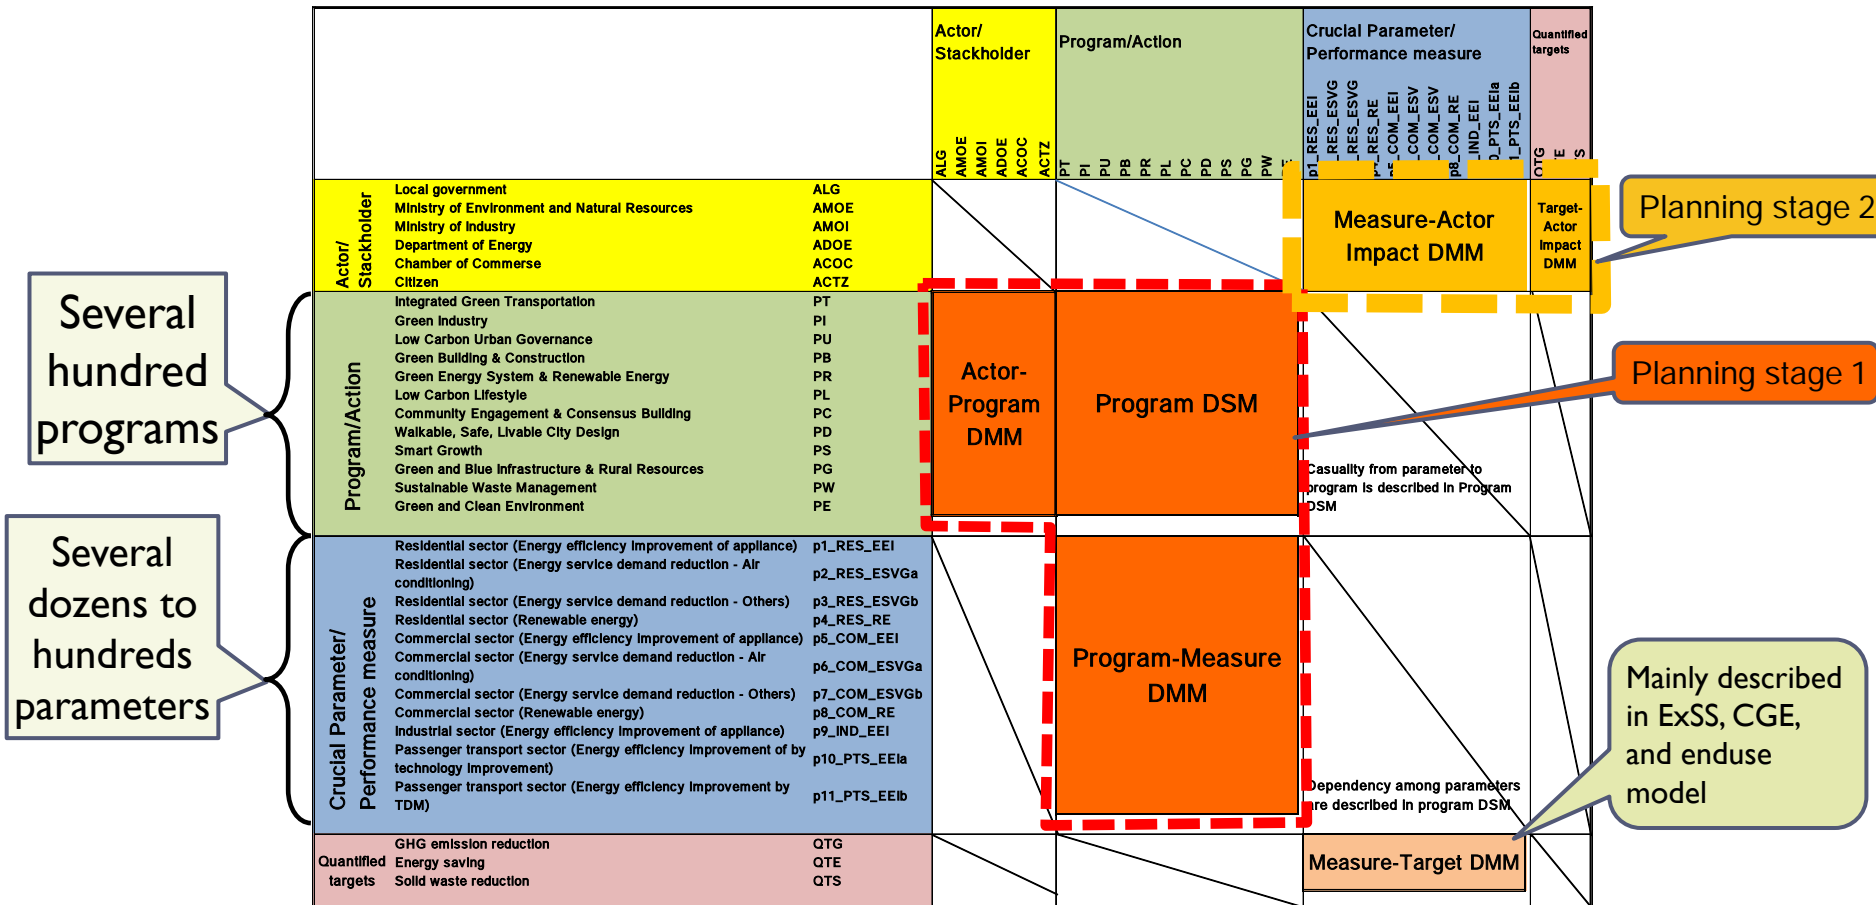 Actor/
Stackholder
Program/Action
Crucial Parameter/
Performance measure
Quantified
targets
ALG
AMOE
AMOI
ADOE
ACOC
ACTZ
PT
PI
PU
PB
PR
PL
PC
PD
PS
PG
PW
p1_RES_EEI
_RES_ESVG
_RES_ESVG
_RES_RE
_COM_EEI
_COM_ESV
_COM_ESV
p8_COM_RE
_IND_EEI
0_PTS_EEIa
1_PTS_EEIb
QTG
TE
TS
Actor/
Stackholder
Local government ALG
Ministry of Environment and Natural Resources AMOE
Ministry of Industry AMOI
Department of Energy ADOE
Chamber of Commerse ACOC
Citizen ACTZ
Measure-Actor
Impact DMM
Target-
Actor
Impact
DMM
Planning stage 2
Several
hundred
programs
Program/Action
Integrated Green Transportation PT
Green Industry PI
Low Carbon Urban Governance PU
Green Building & Construction PB
Green Energy System & Renewable Energy PR
Low Carbon Lifestyle PL
Community Engagement & Consensus Building PC
Walkable, Safe, Livable City Design PD
Smart Growth PS
Green and Blue Infrastructure & Rural Resources PG
Sustainable Waste Management PW
Green and Clean Environment PE
Actor-
Program
DMM
Program DSM
Planning stage 1
Casuality from parameter to
program is described in Program
DSM
Several
dozens to
hundreds
parameters
Crucial Parameter/
Performance measure
Residential sector (Energy efficiency improvement of appliance) p1_RES_EEI
Residential sector (Energy service demand reduction - Air
conditioning) p2_RES_ESVGa
Residential sector (Energy service demand reduction - Others) p3_RES_ESVGb
Residential sector (Renewable energy) p4_RES_RE
Commercial sector (Energy efficiency improvement of appliance) p5_COM_EEI
Commercial sector (Energy service demand reduction - Air
conditioning) p6_COM_ESVGa
Commercial sector (Energy service demand reduction - Others) p7_COM_ESVGb
Commercial sector (Renewable energy) p8_COM_RE
Industrial sector (Energy efficiency improvement of appliance) p9_IND_EEI
Passenger transport sector (Energy efficiency improvement of by
technology improvement) p10_PTS_EEIa
Passenger transport sector (Energy efficiency improvement by
TDM) p11_PTS_EEIb
Program-Measure
DMM
Dependency among parameters
are described in program DSM
Mainly described
in ExSS, CGE,
and enduse
model
Quantified
targets
GHG emission reduction QTG
Energy saving QTE
Solid waste reduction QTS
Measure-Target DMM